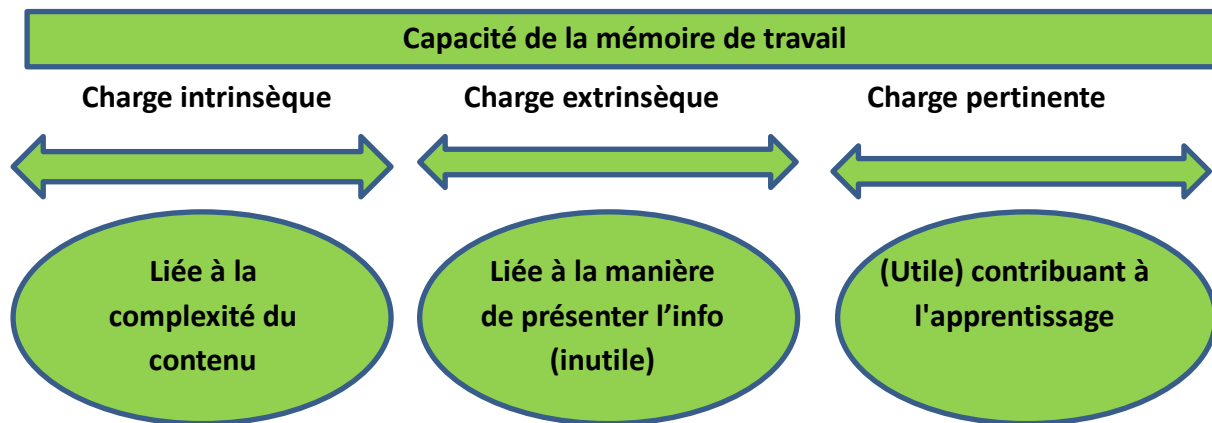 Capacité de la mémoire de travail
Charge intrinsèque
Charge extrinsèque
Charge pertinente
Liée à la
complexité du
contenu
Liée à la manière
de présenter l’info
(inutile)
(Utile) contribuant à
l'apprentissage